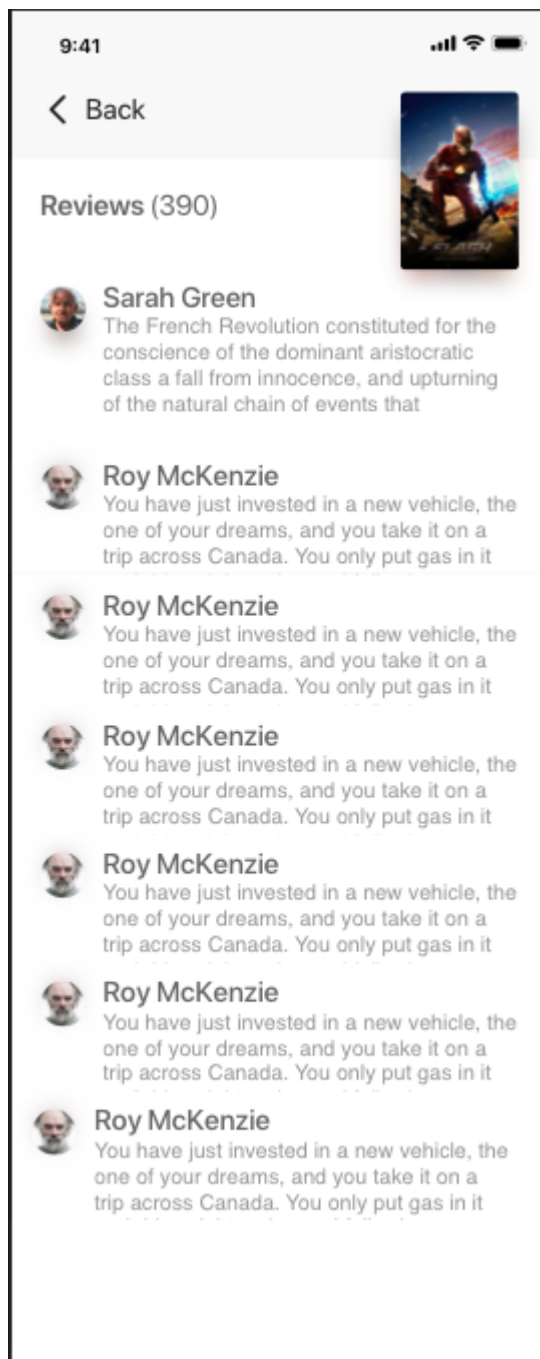 9:41
Back
Reviews (390)
FLASH
Sarah Green
The French Revolution constituted for the
conscience of the dominant aristocratic
class a fall from innocence, and upturning
of the natural chain of events that
Roy McKenzie
You have just invested in a new vehicle, the
one of your dreams, and you take it on a
trip across Canada. You only put gas in it
Roy McKenzie
You have just invested in a new vehicle, the
one of your dreams, and you take it on a
trip across Canada. You only put gas in it
Roy McKenzie
You have just invested in a new vehicle, the
one of your dreams, and you take it on a
trip across Canada. You only put gas in it
Roy McKenzie
You have just invested in a new vehicle, the
one of your dreams, and you take it on a
trip across Canada. You only put gas in it
Roy McKenzie
You have just invested in a new vehicle, the
one of your dreams, and you take it on a
trip across Canada. You only put gas in it
Roy McKenzie
You have just invested in a new vehicle, the
one of your dreams, and you take it on a
trip across Canada. You only put gas in it